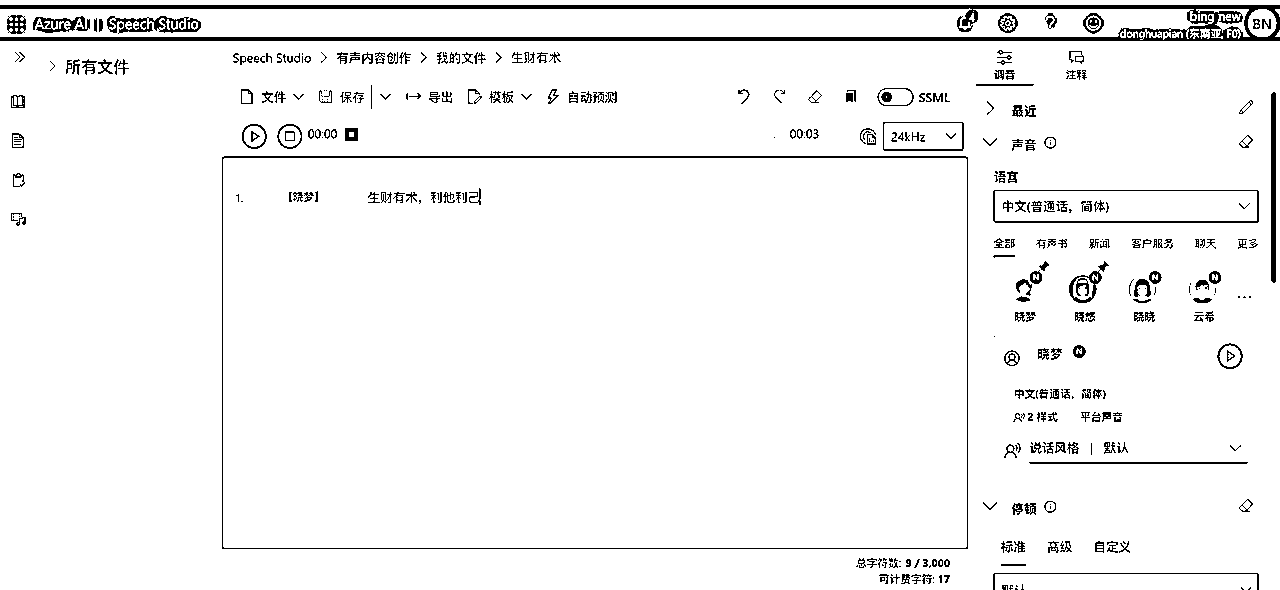 Azure AI | Speech Studio
bing new
donghuapian (东南亚, F0)
BN
所有文件
Speech Studio > 有声内容创作 > 我的文件 > 生财有术
文件 保存 导出 模板 自动预测 SSML
00:00 00:03 24kHz
1. 【晓梦】 生财有术，利他利己
总字符数: 9 / 3,000
可计费字符: 17
调音 注释
最近
声音
语言
中文(普通话，简体)
全部 有声书 新闻 客户服务 聊天 更多
N N N N
晓梦 晓悠 晓晓 云希 ...
晓梦 N
中文(普通话，简体)
2 样式 平台声音
说话风格 | 默认
停顿
标准 高级 自定义
默认